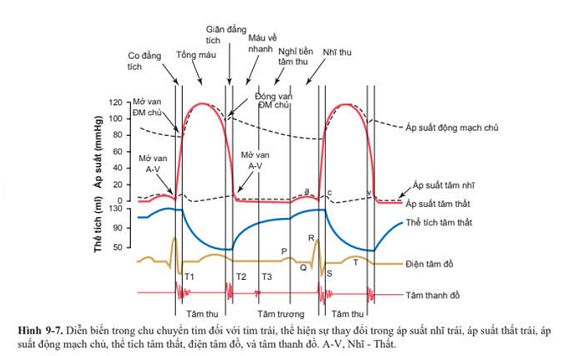 Giãn đẳng tích
Máu về nhanh
Co đẳng tích
Tống máu
Nghỉ tiền tâm thu
Nhĩ thu
Mở van ĐM chủ
Đóng van ĐM chủ
Mở van A-V
Mở van A-V
Áp suất (mmHg)
120
100
80
60
40
20
0
Thể tích (ml)
130
90
50
a
c
v
Áp suất động mạch chủ
Áp suất tâm nhĩ
Áp suất tâm thất
Thể tích tâm thất
R
P
Q
S
T
Điện tâm đồ
T1
T2
T3
Tâm thanh đồ
Tâm thu
Tâm trương
Tâm thu
Hình 9-7. Diễn biến trong chu chuyển tim đối với tim trái, thể hiện sự thay đổi trong áp suất nhĩ trái, áp suất thất trái, áp
suất động mạch chủ, thể tích tâm thất, điện tâm đồ, và tâm thanh đồ. A-V, Nhĩ - Thất.